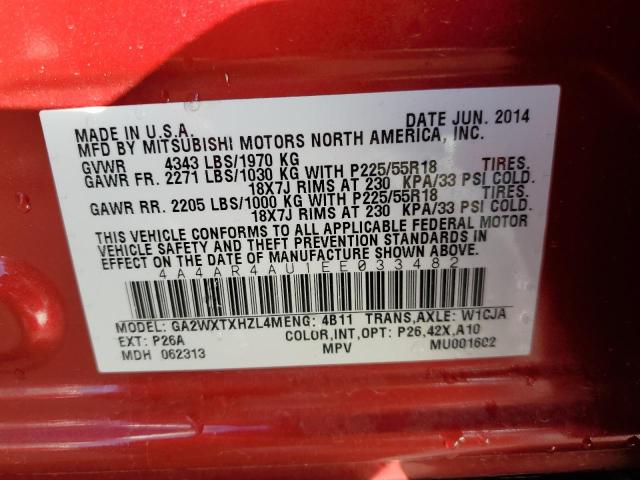 MADE IN U.S.A. DATE JUN. 2014
MFD BY MITSUBISHI MOTORS NORTH AMERICA, INC.
GVWR 4343 LBS/1970 KG
GAWR FR. 2271 LBS/1030 KG WITH P225/55R18 TIRES.
18X7J RIMS AT 230 KPA/33 PSI COLD.
GAWR RR. 2205 LBS/1000 KG WITH P225/55R18 TIRES.
18X7J RIMS AT 230 KPA/33 PSI COLD.
THIS VEHICLE CONFORMS TO ALL APPLICABLE FEDERAL MOTOR
VEHICLE SAFETY AND THEFT PREVENTION STANDARDS IN
EFFECT ON THE DATE OF MANUFACTURE SHOWN ABOVE.
4A4AR4AU1EE033482
MODEL: GA2WXTXHZL4MENG: 4B11 TRANS,AXLE: W1CJA
EXT: P26A COLOR,INT,OPT: P26,42X,A10
MDH 062313 MPV MU001602